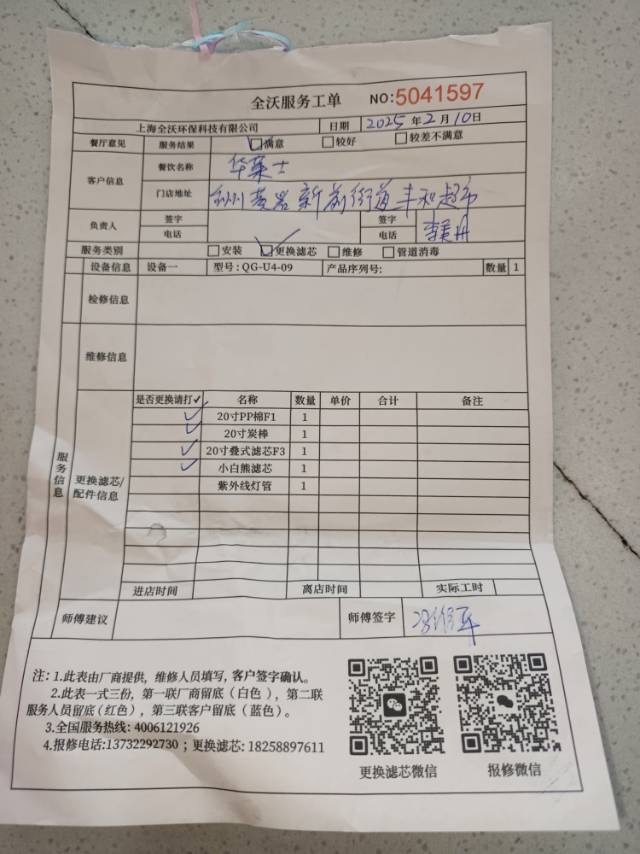 全沃服务工单 NO:5041597
上海全沃环保科技有限公司 日期 2025年2月10日
餐厅意见 服务结果 ☑满意 □较好 □较差不满意
客户信息 餐饮名称 华莱士
门店地址 黄岩新前街道丰和超市
负责人 签字 签字
电话 电话
服务类别 □安装 ☑更换滤芯 □维修 □管道消毒
设备信息 设备一 型号:QG-U4-09 产品序列号: 数量 1
检修信息
维修信息
服务信息
更换滤芯/配件信息
是否更换请打✓ 名称 数量 单价 合计 备注
✓ 20寸PP棉F1 1
✓ 20寸炭棒 1
✓ 20寸叠式滤芯F3 1
✓ 小白熊滤芯 1
紫外线灯管 1
进店时间 离店时间 实际工时
师傅建议 师傅签字
注:1.此表由厂商提供,维修人员填写,客户签字确认。
2.此表一式三份,第一联厂商留底(白色),第二联
服务人员留底(红色),第三联客户留底(蓝色)。
3.全国服务热线:4006121926
4.报修电话:13732292730;更换滤芯:18258897611
更换滤芯微信 报修微信